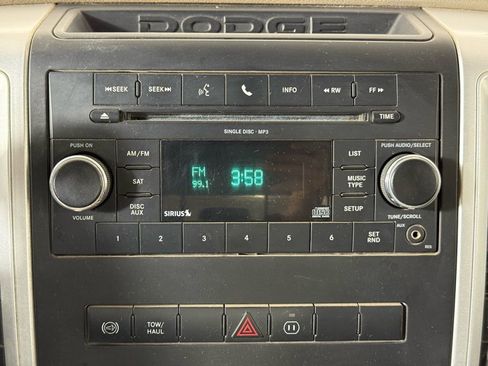 DODGE
SEEK SEEK INFO RW FF
SINGLE DISC - MP3 TIME
PUSH ON AM/FM LIST PUSH AUDIO/SELECT
FM
99.1 3:58
SAT MUSIC TYPE
DISC AUX SETUP
VOLUME SIRIUS TUNE/SCROLL
1 2 3 4 5 6 SET RND AUX
TOW/HAUL